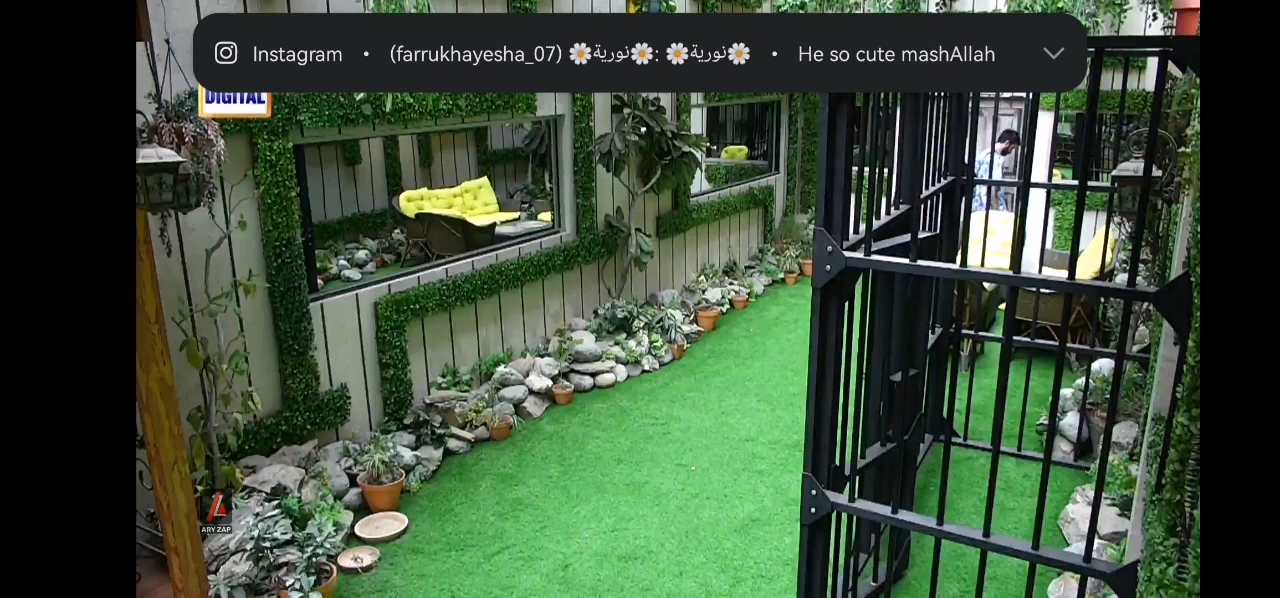 Instagram • (farrukhayesha_07) 🌼نورية🌼: 🌼نورية🌼 • He so cute mashAllah
DIGITAL
ARY ZAP